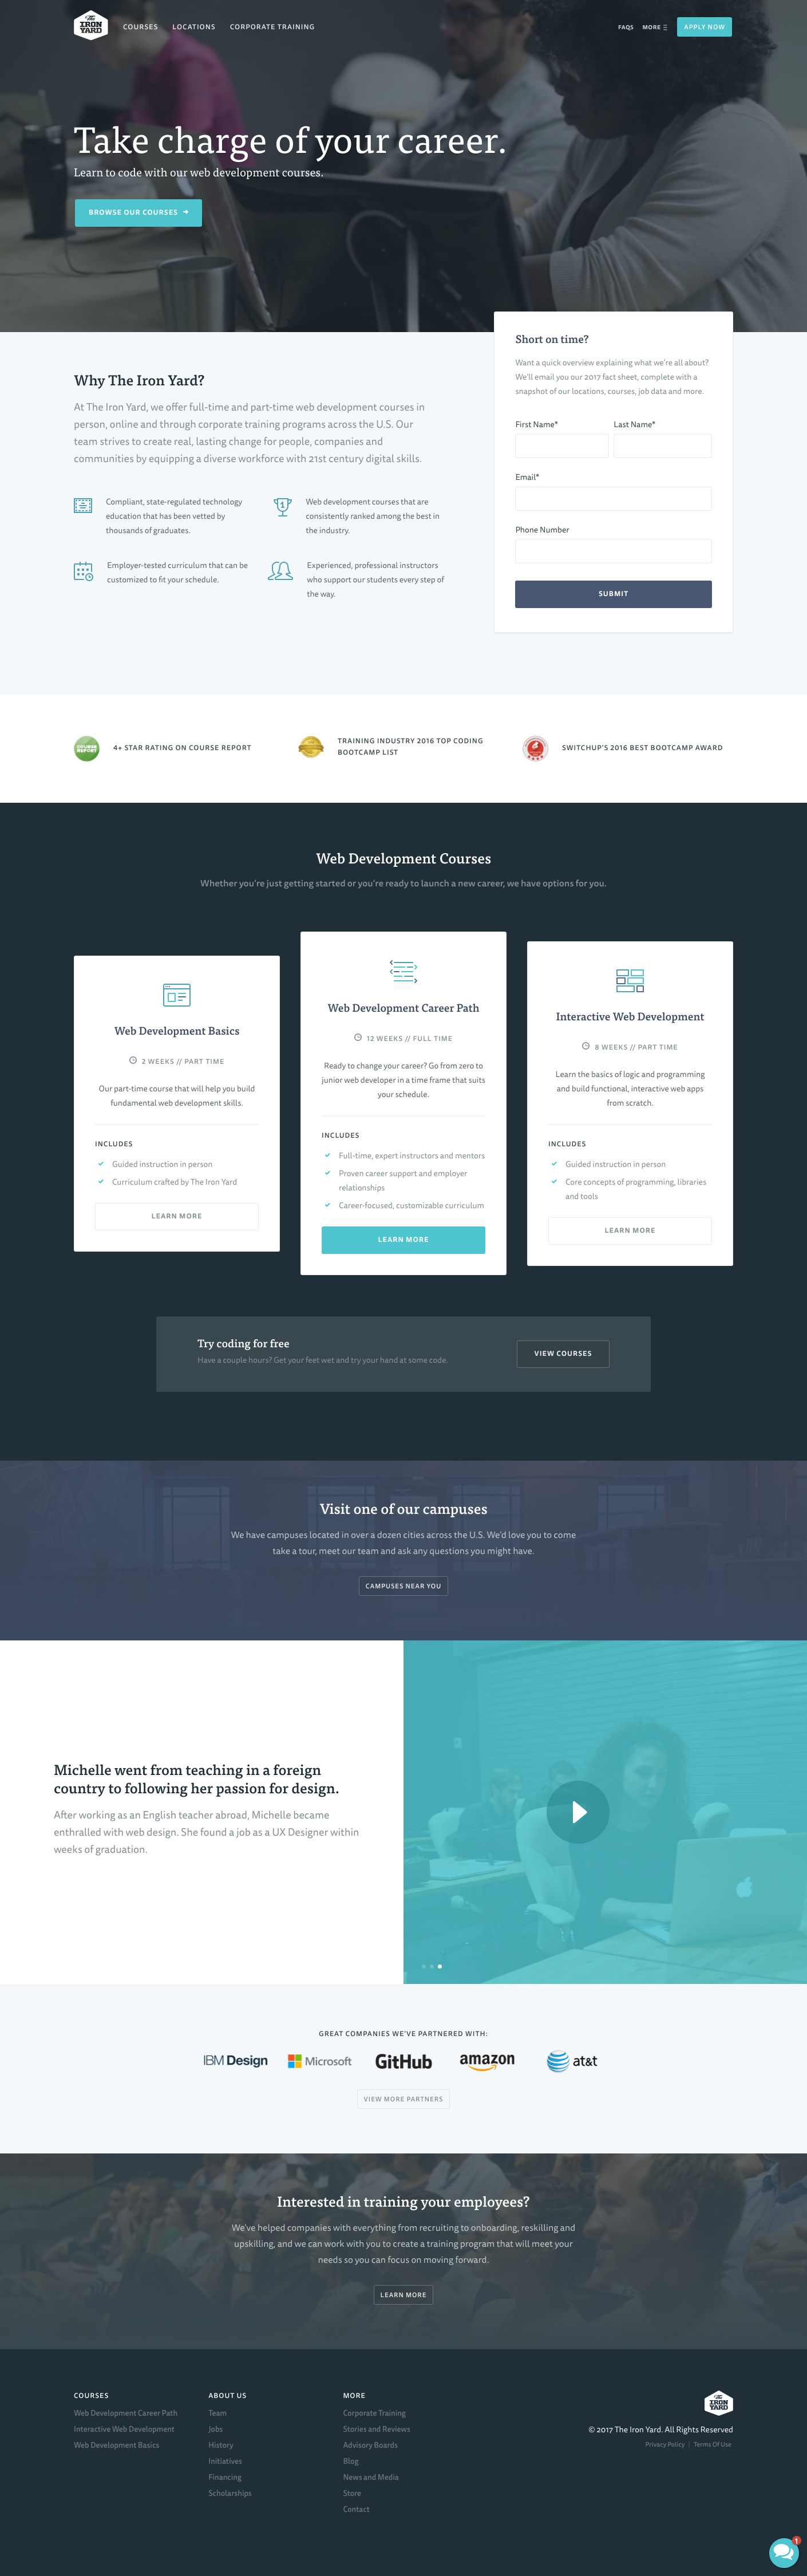 THE
IRON
YARD
COURSES
LOCATIONS
CORPORATE TRAINING
FAQS
MORE
APPLY NOW
Take charge of your career.
Learn to code with our web development courses.
BROWSE OUR COURSES
Why The Iron Yard?
At The Iron Yard, we offer full-time and part-time web development courses in
person, online and through corporate training programs across the U.S. Our
team strives to create real, lasting change for people, companies and
communities by equipping a diverse workforce with 21st century digital skills.
Compliant, state-regulated technology
education that has been vetted by
thousands of graduates.
1
Web development courses that are
consistently ranked among the best in
the industry.
Employer-tested curriculum that can be
customized to fit your schedule.
Experienced, professional instructors
who support our students every step of
the way.
Short on time?
Want a quick overview explaining what we're all about?
We'll email you our 2017 fact sheet, complete with a
snapshot of our locations, courses, job data and more.
First Name*
Last Name*
Email*
Phone Number
SUBMIT
COURSE
REPORT
4+ STAR RATING ON COURSE REPORT
TRAINING INDUSTRY 2016 TOP CODING
BOOTCAMP LIST
SWITCHUP'S 2016 BEST BOOTCAMP AWARD
Web Development Courses
Whether you're just getting started or you're ready to launch a new career, we have options for you.
Web Development Basics
2 WEEKS // PART TIME
Our part-time course that will help you build
fundamental web development skills.
INCLUDES
Guided instruction in person
Curriculum crafted by The Iron Yard
LEARN MORE
Web Development Career Path
12 WEEKS // FULL TIME
Ready to change your career? Go from zero to
junior web developer in a time frame that suits
your schedule.
INCLUDES
Full-time, expert instructors and mentors
Proven career support and employer
relationships
Career-focused, customizable curriculum
LEARN MORE
Interactive Web Development
8 WEEKS // PART TIME
Learn the basics of logic and programming
and build functional, interactive web apps
from scratch.
INCLUDES
Guided instruction in person
Core concepts of programming, libraries
and tools
LEARN MORE
Try coding for free
Have a couple hours? Get your feet wet and try your hand at some code.
VIEW COURSES
Visit one of our campuses
We have campuses located in over a dozen cities across the U.S. We'd love you to come
take a tour, meet our team and ask any questions you might have.
CAMPUSES NEAR YOU
Michelle went from teaching in a foreign
country to following her passion for design.
After working as an English teacher abroad, Michelle became
enthralled with web design. She found a job as a UX Designer within
weeks of graduation.
GREAT COMPANIES WE'VE PARTNERED WITH:
IBM Design
Microsoft
GitHub
amazon
at&t
VIEW MORE PARTNERS
Interested in training your employees?
We've helped companies with everything from recruiting to onboarding, reskilling and
upskilling, and we can work with you to create a training program that will meet your
needs so you can focus on moving forward.
LEARN MORE
COURSES
Web Development Career Path
Interactive Web Development
Web Development Basics
ABOUT US
Team
Jobs
History
Initiatives
Financing
Scholarships
MORE
Corporate Training
Stories and Reviews
Advisory Boards
Blog
News and Media
Store
Contact
THE
IRON
YARD
© 2017 The Iron Yard. All Rights Reserved
Privacy Policy | Terms Of Use
1